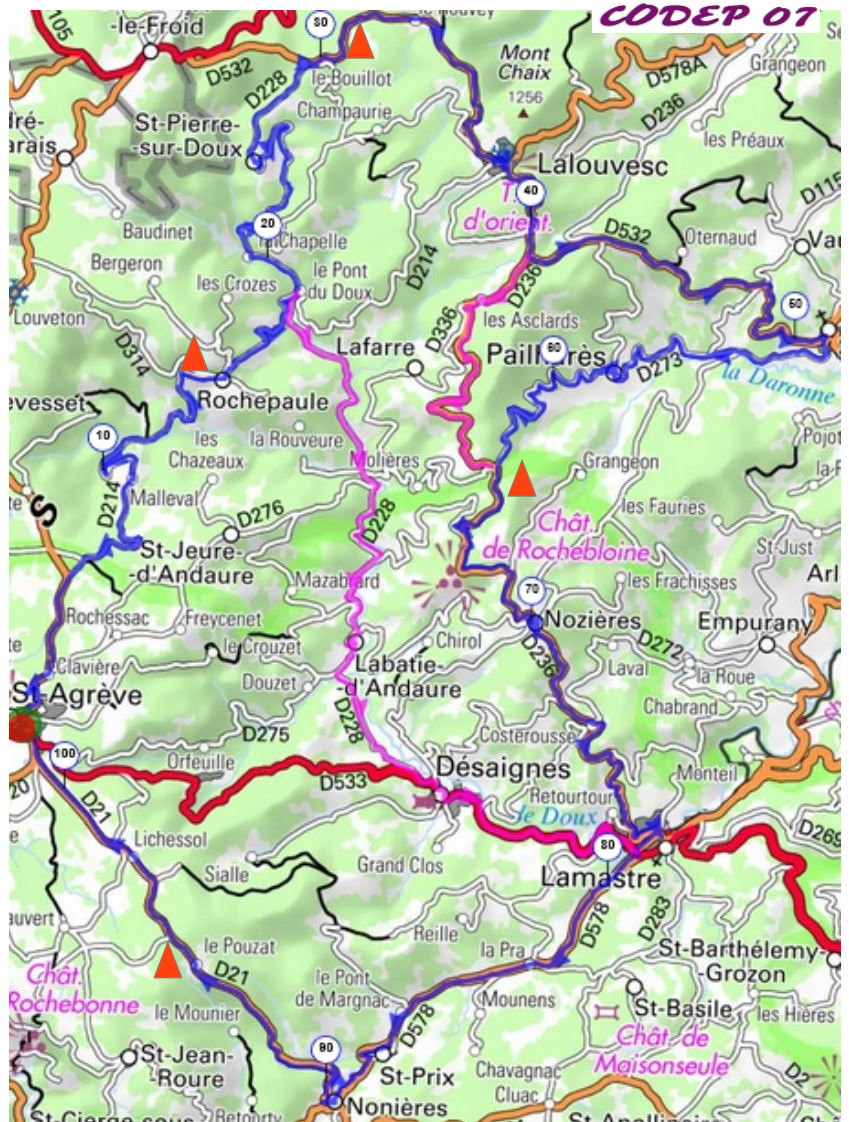 CODEP 07
105
-le-Froid
D532
D228
80
le-Bouillot
Champaurie
Mont
Chaix
1256
D578A
Grangeon
D236
les Préaux
St-Pierre-
-sur-Doux
Lalouvesc
40
T.
d'orient.
D115
Baudinet
20
Chapelle
Bergeron
les Crozes
le Pont
du Doux
D214
D532
Oternaud
D236
Louveton
D314
D336
les Asclards
50
Lafarre
60
D273
la Daronne
Rochepaule
evesset
10
les
Chazeaux
la Rouveure
Molières
Grangeon
D214
Malleval
D276
D228
les Fauries
Chât.
de Rochebloine
St-Just
St-Jeure-
-d'Andaure
Mazabrard
les Frachisses
70
Rochessac
Freycenet
Nozières
Empurany
le Crouzet
Chirol
D236
D272
Laval
la Roue
Clavière
Labatie-
-d'Andaure
Chabrand
St-Agrève
Douzet
D228
D275
Costerousse
100
Orfeuille
Désaignes
Monteil
D533
Retourtour
le Doux
20
D21
80
D269
Lichessol
Grand Clos
Lamastre
Sialle
D578
D283
auvert
Reille
le Pouzat
la Pra
St-Barthélemy-
-Grozon
Chât.
Rochebonne
D21
le Pont
de Margnac
Mounens
St-Basile
les Hières
le Mounier
D578
Chât. de
Maisonseule
90
St-Jean-
-Roure
St-Prix
Chavagnac
Cluac
D2
Retourty
Nonières